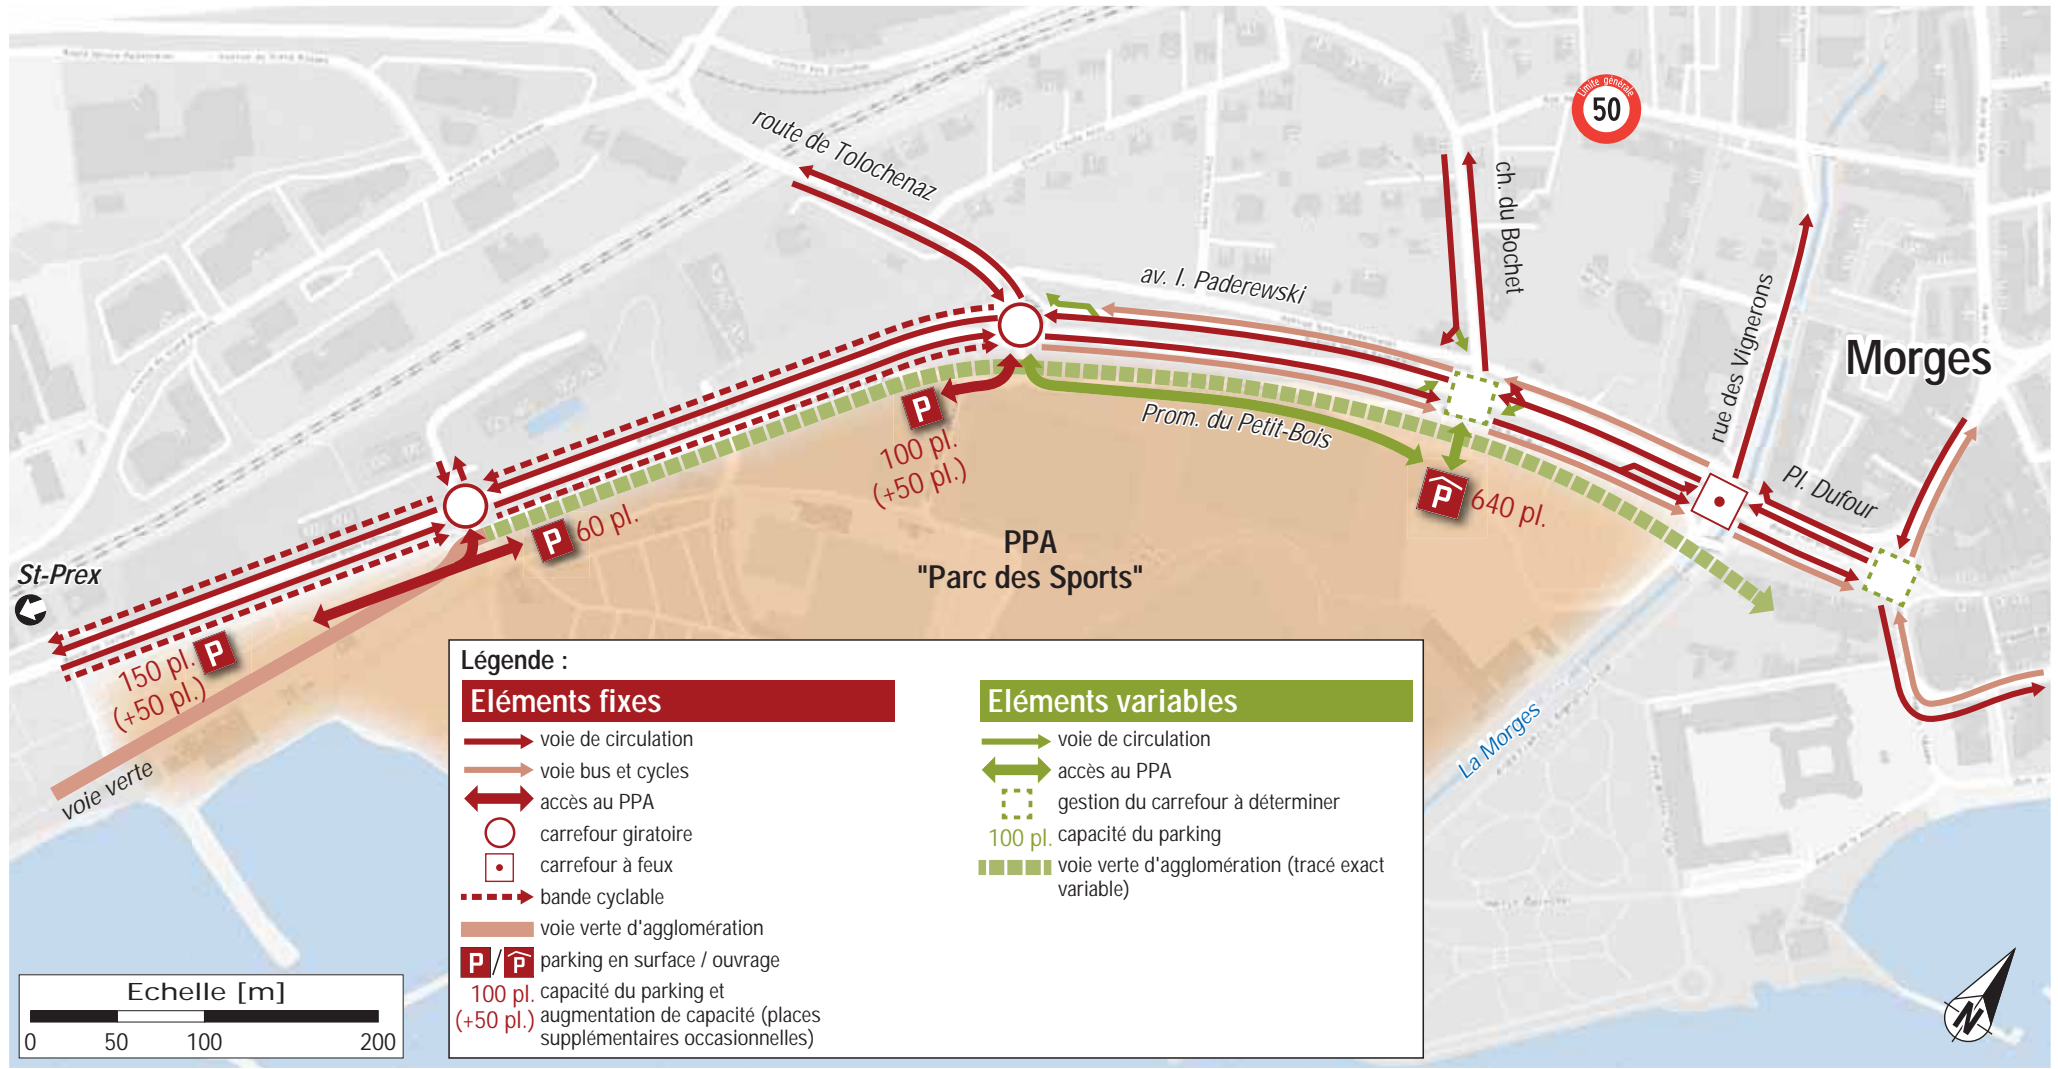 Limite générale
50
route de Tolochenaz
ch. du Bochet
av. I. Paderewski
rue des Vignerons
Morges
Prom. du Petit-Bois
Pl. Dufour
P
100 pl.
(+50 pl.)
P
640 pl.
P
60 pl.
PPA
"Parc des Sports"
St-Prex
P
150 pl.
(+50 pl.)
voie verte
La Morges
Légende :
Eléments fixes
voie de circulation
voie bus et cycles
accès au PPA
carrefour giratoire
carrefour à feux
bande cyclable
voie verte d'agglomération
P/P parking en surface / ouvrage
100 pl. capacité du parking et
(+50 pl.) augmentation de capacité (places
supplémentaires occasionnelles)
Eléments variables
voie de circulation
accès au PPA
gestion du carrefour à déterminer
100 pl. capacité du parking
voie verte d'agglomération (tracé exact
variable)
Echelle [m]
0 50 100 200
N